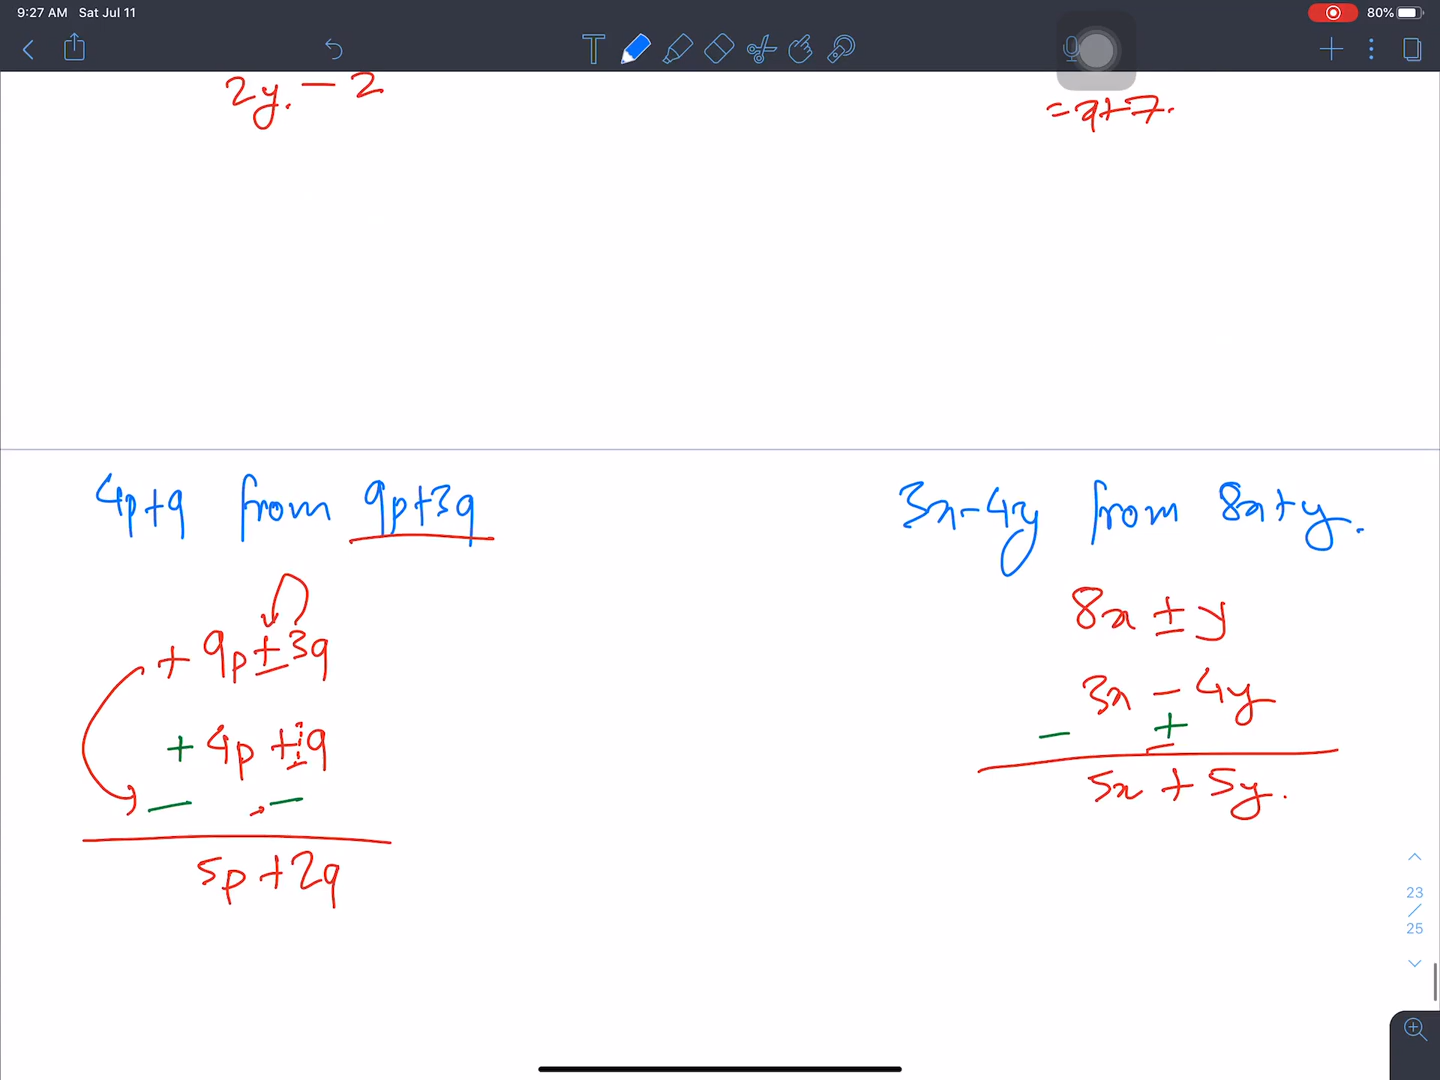 9:27 AM Sat Jul 11
80%
2y. - 2
= x+7.
4p+q from 9p+3q
+ 9p + 3q
+ 4p + 1q
- -
5p + 2q
3x-4y from 8x+y.
8x + y
3x - 4y
- +
5x + 5y.
23
/
25